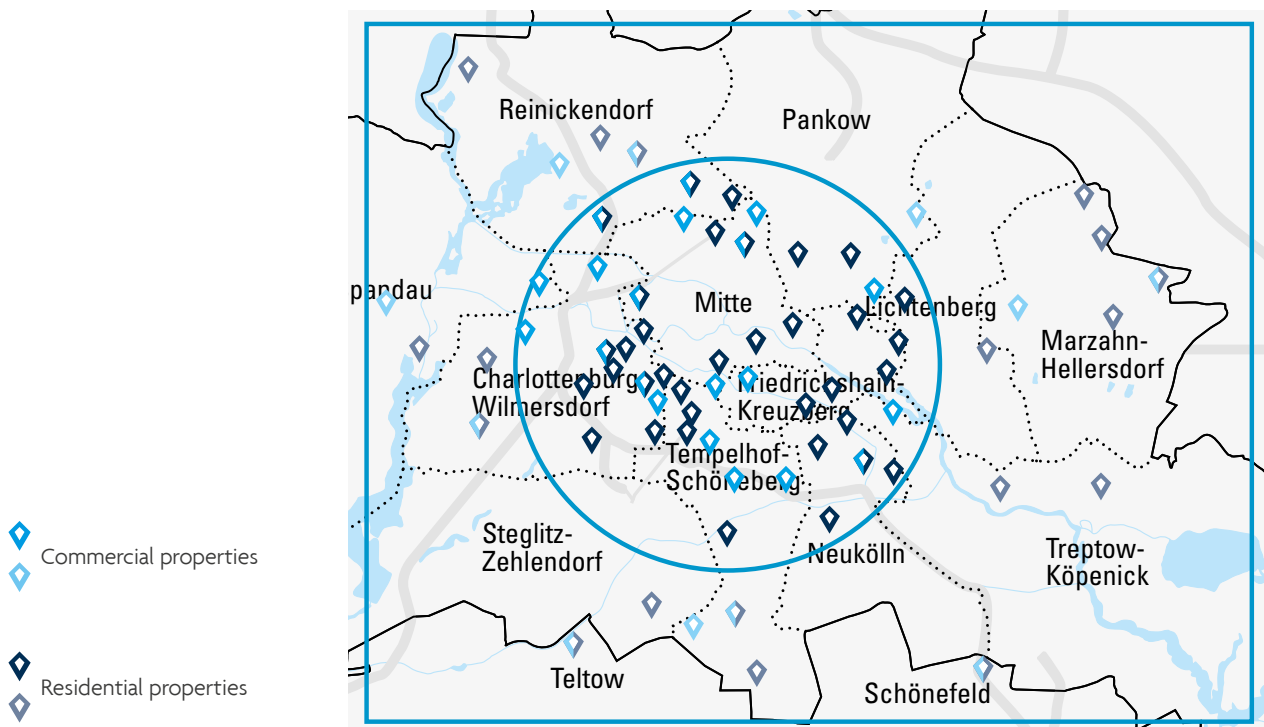 Reinickendorf
Pankow
pandau
Mitte
Lichtenberg
Marzahn-
Hellersdorf
Charlottenburg
Wilmersdorf
Friedrichshain-
Kreuzberg
Tempelhof-
Schöneberg
Steglitz-
Zehlendorf
Neukölln
Treptow-
Köpenick
Teltow
Schönefeld
Commercial properties
Residential properties